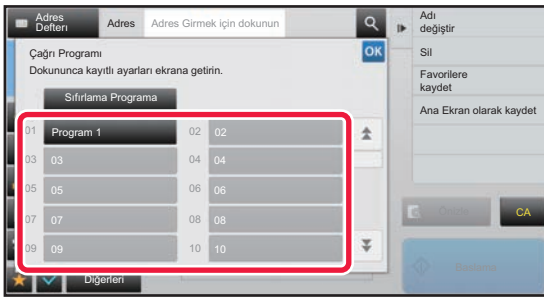 Adres
Defteri
Adres
Adres Girmek için dokunun
Çağrı Programı
OK
Dokununca kayıtlı ayarları ekrana getirin.
Sıfırlama Programa
01 Program 1
02 02
03 03
04 04
05 05
06 06
07 07
08 08
09 09
10 10
Diğerleri
Adı
değiştir
Sil
Favorilere
kaydet
Ana Ekran olarak kaydet
CA